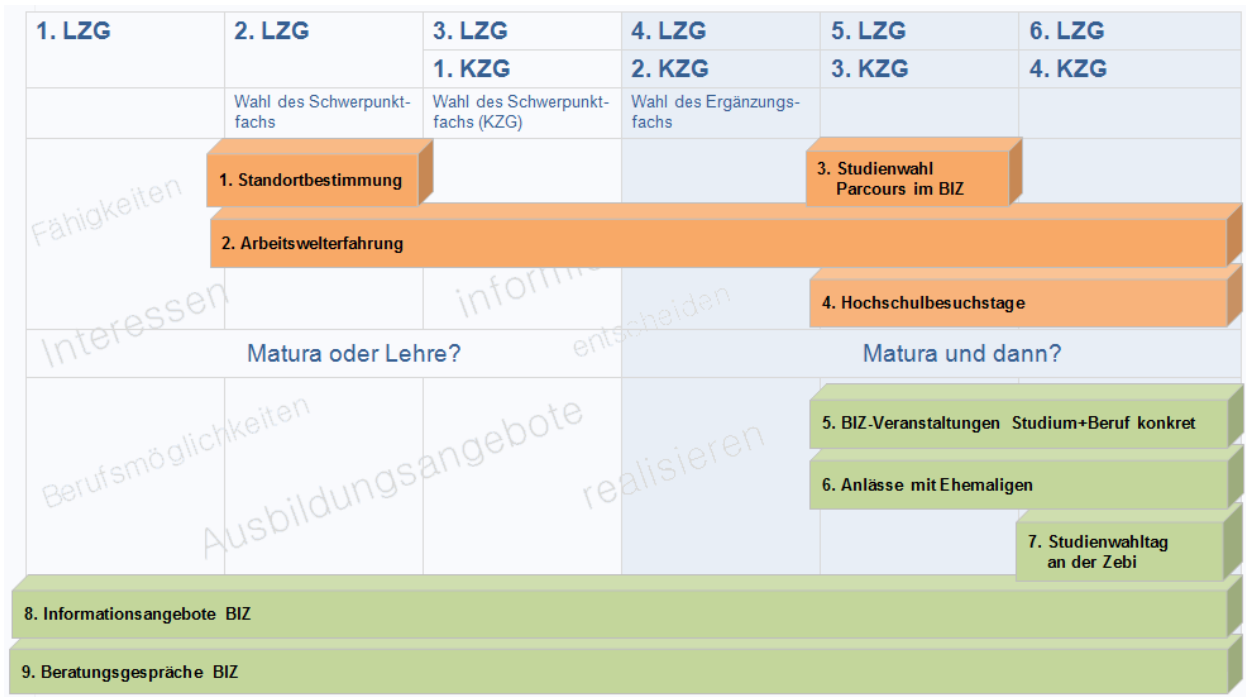 1. LZG
2. LZG
3. LZG
4. LZG
5. LZG
6. LZG
1. KZG
2. KZG
3. KZG
4. KZG
Wahl des Schwerpunkt-
fachs
Wahl des Schwerpunkt-
fachs (KZG)
Wahl des Ergänzungs-
fachs
1. Standortbestimmung
3. Studienwahl
Parcours im BIZ
Fähigkeiten
2. Arbeitswelterfahrung
Interessen
entscheiden
4. Hochschulbesuchstage
Matura oder Lehre?
Matura und dann?
Berufsmöglichkeiten
Ausbildungsangebote
realisieren
5. BIZ-Veranstaltungen Studium+Beruf konkret
6. Anlässe mit Ehemaligen
7. Studienwahltag
an der Zebi
8. Informationsangebote BIZ
9. Beratungsgespräche BIZ